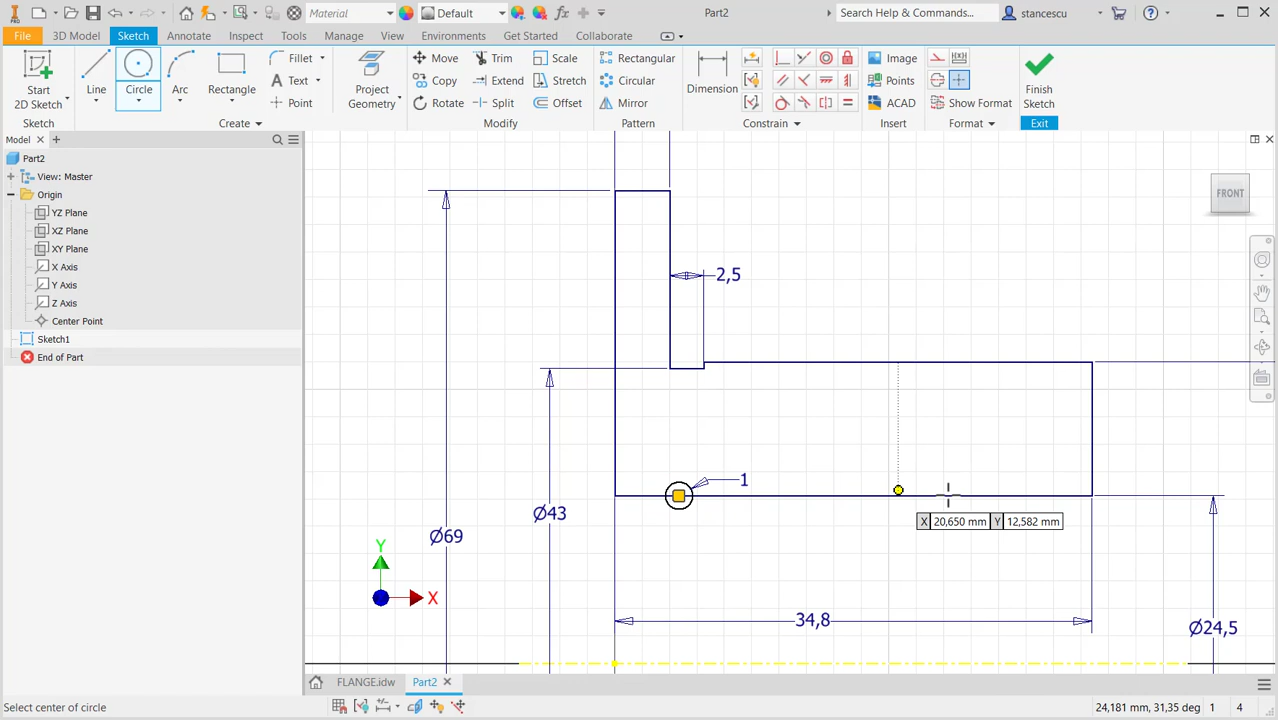 Material
Default
Part2
Search Help & Commands...
stancescu
PRO
File
3D Model
Sketch
Annotate
Inspect
Tools
Manage
View
Environments
Get Started
Collaborate
Start
2D Sketch
Line
Circle
Arc
Rectangle
Fillet
Text
Point
Project
Geometry
Move
Copy
Rotate
Trim
Extend
Split
Scale
Stretch
Offset
Rectangular
Circular
Mirror
Dimension
Image
Points
ACAD
Show Format
Finish
Sketch
Sketch
Create
Modify
Pattern
Constrain
Insert
Format
Exit
Model
Part2
View: Master
Origin
YZ Plane
XZ Plane
XY Plane
X Axis
Y Axis
Z Axis
Center Point
Sketch1
End of Part
FRONT
2,5
1
Ø43
Ø69
X 20,650 mm Y 12,582 mm
Y
X
34,8
Ø24,5
FLANGE.idw
Part2
Select center of circle
24,181 mm, 31,35 deg 1 4